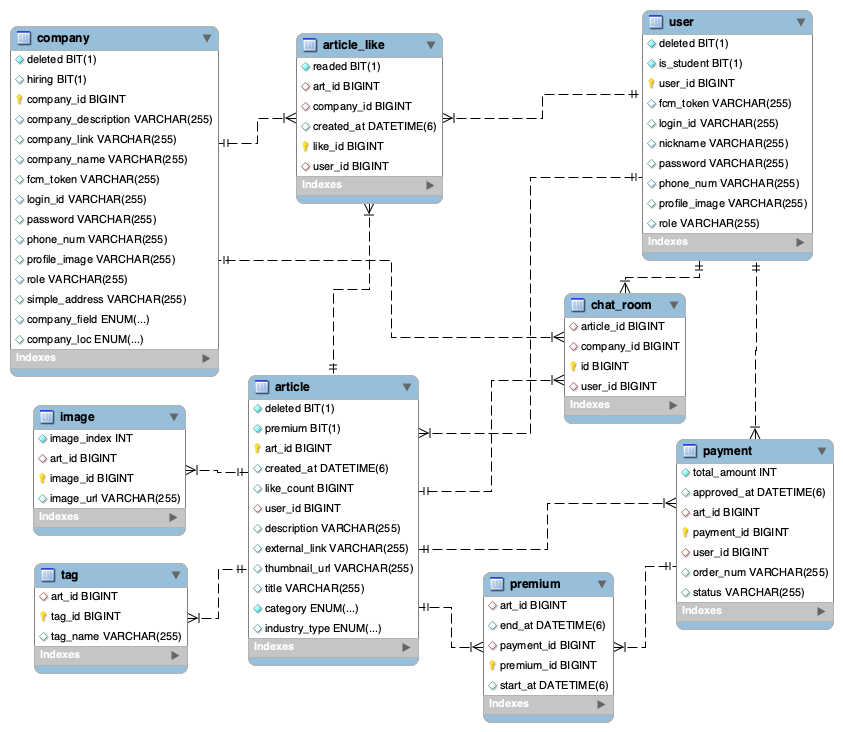 company
deleted BIT(1)
hiring BIT(1)
company_id BIGINT
company_description VARCHAR(255)
company_link VARCHAR(255)
company_name VARCHAR(255)
fcm_token VARCHAR(255)
login_id VARCHAR(255)
password VARCHAR(255)
phone_num VARCHAR(255)
profile_image VARCHAR(255)
role VARCHAR(255)
simple_address VARCHAR(255)
company_field ENUM(...)
company_loc ENUM(...)
Indexes
article_like
readed BIT(1)
art_id BIGINT
company_id BIGINT
created_at DATETIME(6)
like_id BIGINT
user_id BIGINT
Indexes
user
deleted BIT(1)
is_student BIT(1)
user_id BIGINT
fcm_token VARCHAR(255)
login_id VARCHAR(255)
nickname VARCHAR(255)
password VARCHAR(255)
phone_num VARCHAR(255)
profile_image VARCHAR(255)
role VARCHAR(255)
Indexes
chat_room
article_id BIGINT
company_id BIGINT
id BIGINT
user_id BIGINT
Indexes
image
image_index INT
art_id BIGINT
image_id BIGINT
image_url VARCHAR(255)
Indexes
article
deleted BIT(1)
premium BIT(1)
art_id BIGINT
created_at DATETIME(6)
like_count BIGINT
user_id BIGINT
description VARCHAR(255)
external_link VARCHAR(255)
thumbnail_url VARCHAR(255)
title VARCHAR(255)
category ENUM(...)
industry_type ENUM(...)
Indexes
payment
total_amount INT
approved_at DATETIME(6)
art_id BIGINT
payment_id BIGINT
user_id BIGINT
order_num VARCHAR(255)
status VARCHAR(255)
Indexes
tag
art_id BIGINT
tag_id BIGINT
tag_name VARCHAR(255)
Indexes
premium
art_id BIGINT
end_at DATETIME(6)
payment_id BIGINT
premium_id BIGINT
start_at DATETIME(6)
Indexes